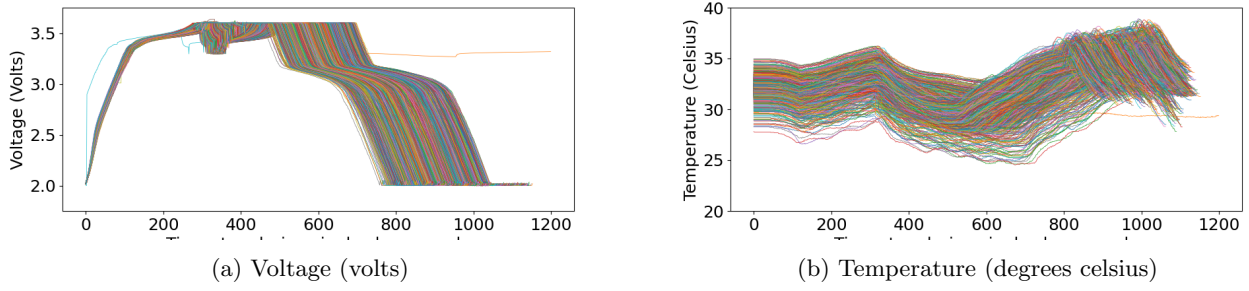 3.5
3.0
2.5
2.0
Voltage (Volts)
0 200 400 600 800 1000 1200
(a) Voltage (volts)
40
35
30
25
20
Temperature (Celsius)
0 200 400 600 800 1000 1200
(b) Temperature (degrees celsius)